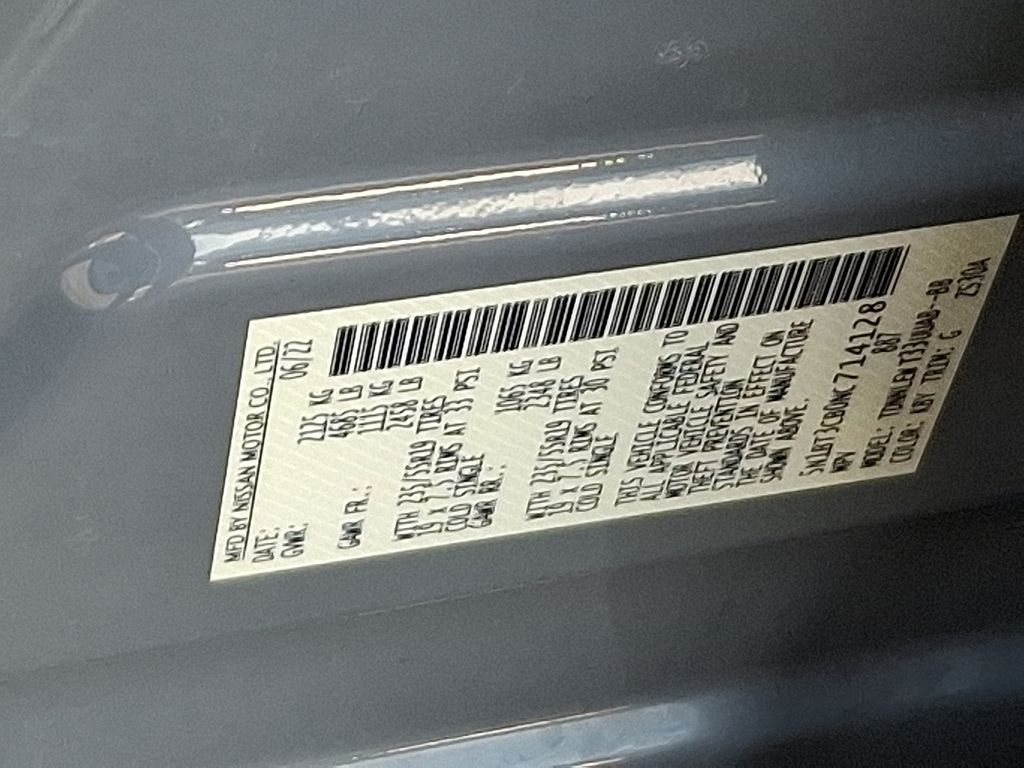 MFD BY NISSAN MOTOR CO., LTD.
DATE: 06/22
GVWR: 2125 KG
4685 LB
GAWR FR.: 1115 KG
2458 LB
WITH 235/55R19 TIRES
19 x 7.5 RIMS AT 33 PSI
COLD SINGLE
GAWR RR.: 1065 KG
2348 LB
WITH 235/55R19 TIRES
19 x 7.5 RIMS AT 30 PSI
COLD SINGLE
THIS VEHICLE CONFORMS TO
ALL APPLICABLE FEDERAL
MOTOR VEHICLE SAFETY AND
THEFT PREVENTION
STANDARDS IN EFFECT ON
THE DATE OF MANUFACTURE
SHOWN ABOVE.
5N1BT3CB0NC714128
MPV 887
MODEL: T33UUAB--BB
COLOR: KBY TRIM: G ZS30A